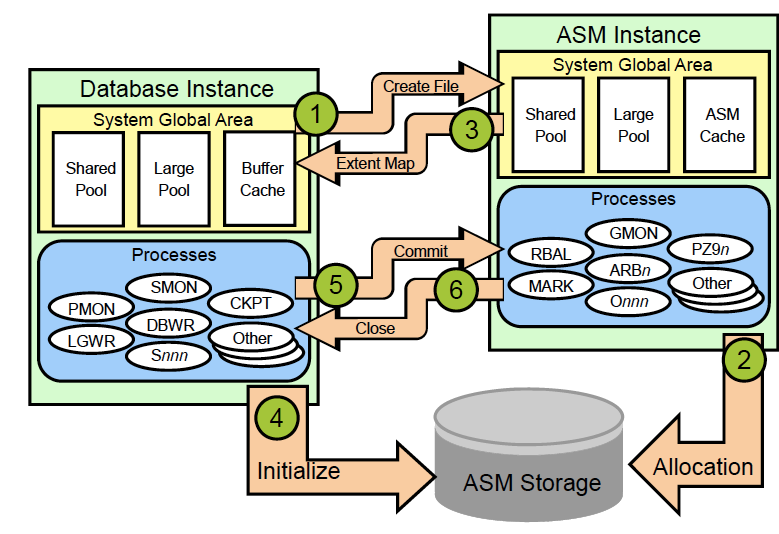 ASM Instance
System Global Area
Shared
Pool
Large
Pool
ASM
Cache
Database Instance
System Global Area
Shared
Pool
Large
Pool
Buffer
Cache
1
Create File
3
Extent Map
Processes
RBAL
GMON
PZ9n
MARK
ARBn
Other
Onnn
Processes
PMON
SMON
CKPT
LGWR
DBWR
Other
Snnn
5
Commit
6
Close
2
Allocation
4
Initialize
ASM Storage